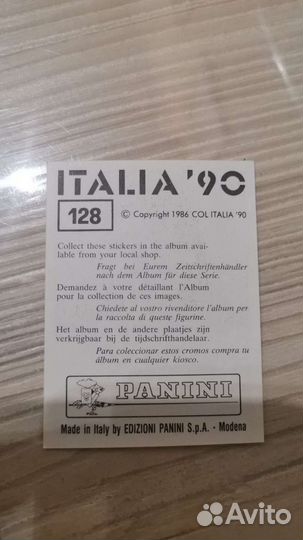 ITALIA '90
128 © Copyright 1986 COL ITALIA '90
Collect these stickers in the album avai-
lable from your local shop.
Fragt bei Eurem Zeitschriftenhändler
nach dem Album für diese Serie.
Demandez à votre détaillant l'Album
pour la collection de ces images.
Chiedete al vostro rivenditore l'album per
la raccolta di queste figurine.
Het album en de andere plaatjes zijn
verkrijgbaar bij de tijdschrifthandelaar.
Para coleccionar estos cromos compra tu
álbum en cualquier kiosco.
PANINI
Made in Italy by EDIZIONI PANINI S.p.A. - Modena
Avito